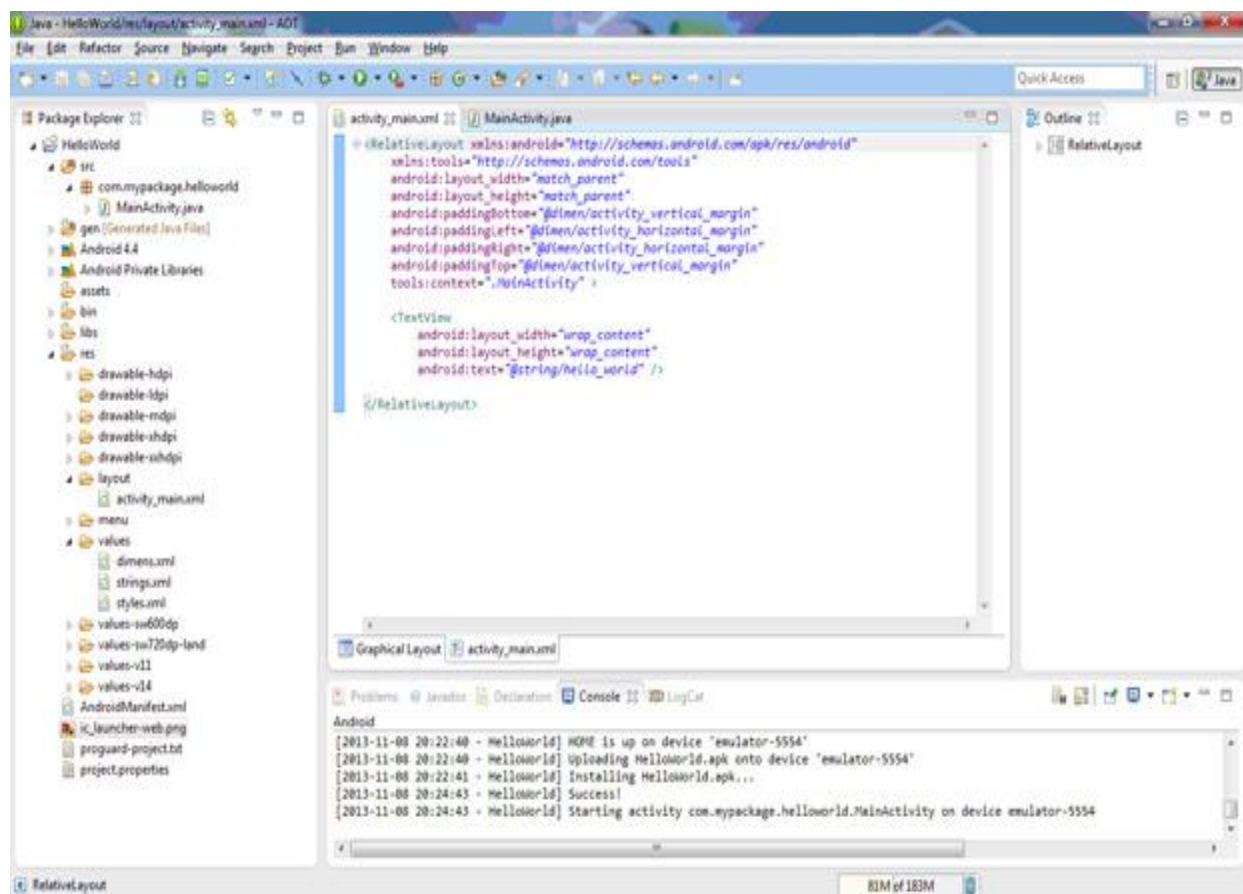 Java - HelloWorld/res/layout/activity_main.xml - ADT
File Edit Refactor Source Navigate Search Project Run Window Help
Quick Access
Java
Package Explorer
HelloWorld
src
com.mypackage.helloworld
MainActivity.java
gen [Generated Java Files]
Android 4.4
Android Private Libraries
assets
bin
libs
res
drawable-hdpi
drawable-ldpi
drawable-mdpi
drawable-xhdpi
drawable-xxhdpi
layout
activity_main.xml
menu
values
dimens.xml
strings.xml
styles.xml
values-sw600dp
values-sw720dp-land
values-v11
values-v14
AndroidManifest.xml
ic_launcher-web.png
proguard-project.txt
project.properties
activity_main.xml MainActivity.java
<RelativeLayout xmlns:android="http://schemas.android.com/apk/res/android"
xmlns:tools="http://schemas.android.com/tools"
android:layout_width="match_parent"
android:layout_height="match_parent"
android:paddingBottom="@dimen/activity_vertical_margin"
android:paddingLeft="@dimen/activity_horizontal_margin"
android:paddingRight="@dimen/activity_horizontal_margin"
android:paddingTop="@dimen/activity_vertical_margin"
tools:context=".MainActivity" >
<TextView
android:layout_width="wrap_content"
android:layout_height="wrap_content"
android:text="@string/hello_world" />
</RelativeLayout>
Graphical Layout activity_main.xml
Outline
RelativeLayout
Problems Javadoc Declaration Console LogCat
Android
[2013-11-08 20:22:40 - HelloWorld] HOME is up on device 'emulator-5554'
[2013-11-08 20:22:40 - HelloWorld] Uploading HelloWorld.apk onto device 'emulator-5554'
[2013-11-08 20:22:41 - HelloWorld] Installing HelloWorld.apk...
[2013-11-08 20:24:43 - HelloWorld] Success!
[2013-11-08 20:24:43 - HelloWorld] Starting activity com.mypackage.helloworld.MainActivity on device emulator-5554
RelativeLayout
81M of 183M